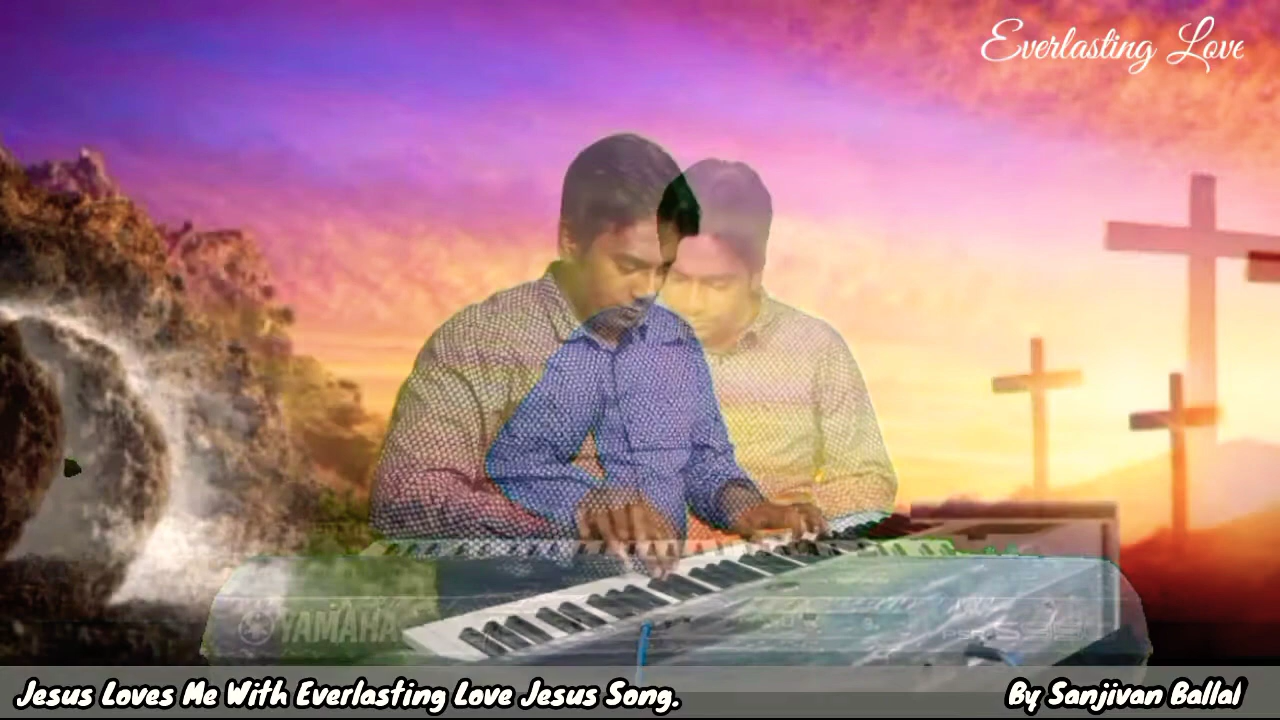 Everlasting Love
YAMAHA
Jesus Loves Me With Everlasting Love Jesus Song.
By Sanjivan Ballal